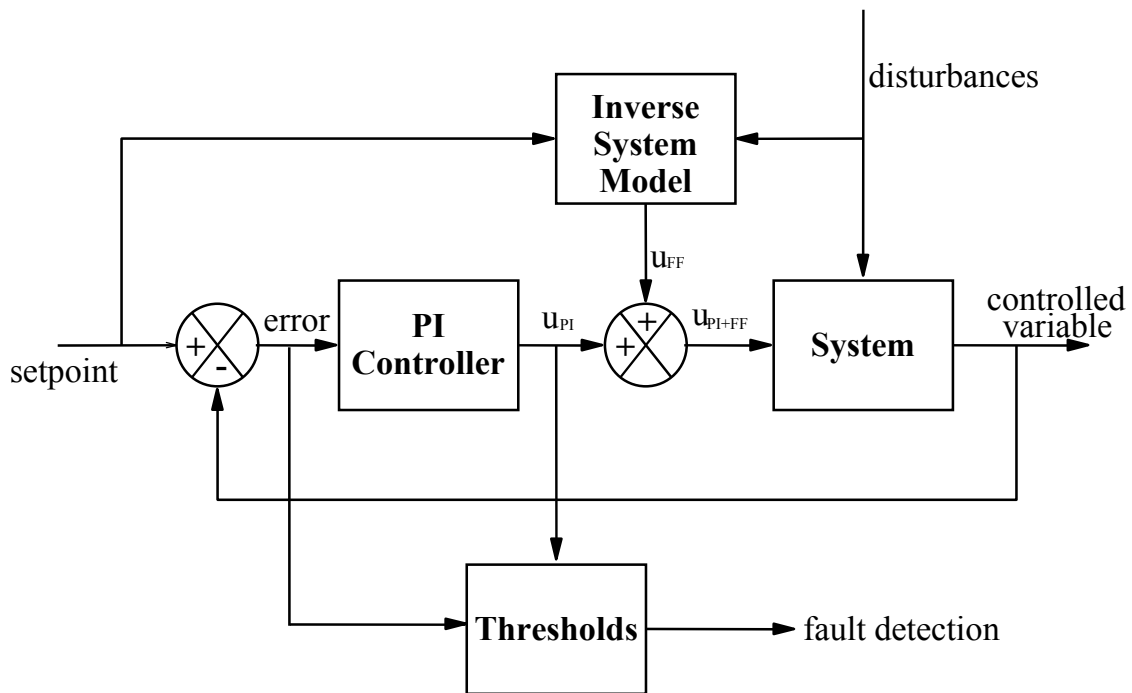 disturbances
Inverse
System
Model
uFF
setpoint
+
-
error
PI
Controller
uPI
+
+
uPI+FF
System
controlled
variable
Thresholds
fault detection